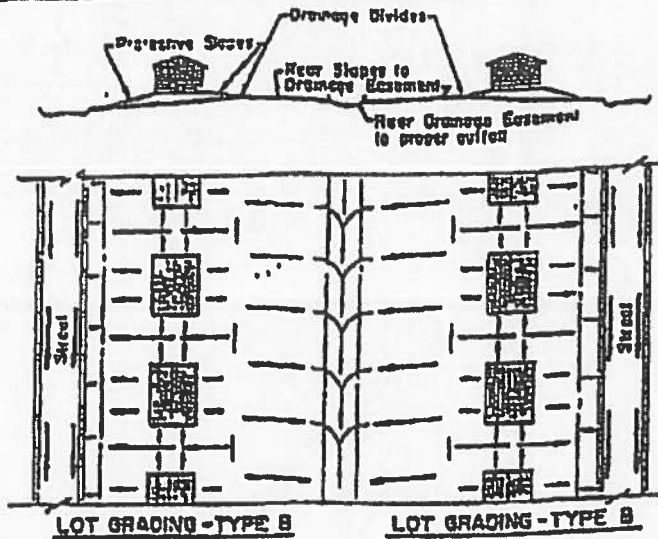 Drainage Divides
Protective Slopes
Rear Slopes to
Drainage Easement
Rear Drainage Easement
to proper outfall
Street
Street
LOT GRADING - TYPE B
LOT GRADING - TYPE B